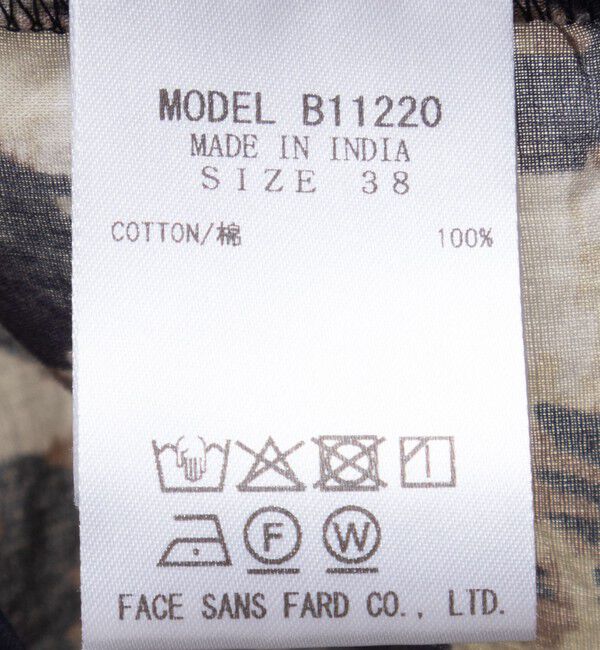 MODEL B11220
MADE IN INDIA
SIZE 38
COTTON/棉 100%
F W
FACE SANS FARD CO., LTD.